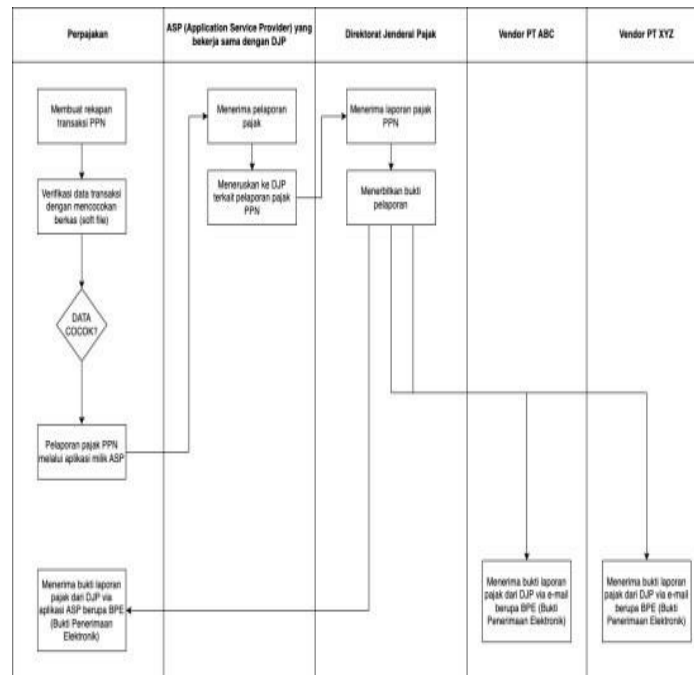 Perpajakan
ASP (Application Service Provider) yang
bekerja sama dengan DJP
Direktorat Jenderal Pajak
Vendor PT ABC
Vendor PT XYZ
Membuat rekapan
transaksi PPN
Menerima pelaporan
pajak
Menerima laporan pajak
PPN
Verifikasi data transaksi
dengan mencocokan
berkas (soft file)
Meneruskan ke DJP
terkait pelaporan pajak
PPN
Menerbitkan bukti
pelaporan
DATA
COCOK?
Pelaporan pajak PPN
melalui aplikasi milik ASP
Menerima bukti laporan
pajak dari DJP via
aplikasi ASP berupa BPE
(Bukti Penerimaan
Elektronik)
Menerima bukti laporan
pajak dari DJP via e-mail
berupa BPE (Bukti
Penerimaan Elektronik)
Menerima bukti laporan
pajak dari DJP via e-mail
berupa BPE (Bukti
Penerimaan Elektronik)